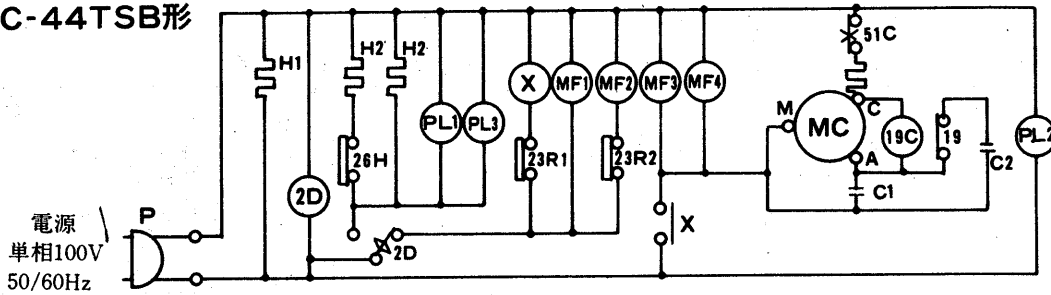 C-44TSB形
H1
H2
H2
51C
X
MF1
MF2
MF3
MF4
M
C
MC
PL1
PL3
19C
19
PL2
26H
23R1
23R2
A
C2
2D
C1
P
X
2D
電源
単相100V
50/60Hz